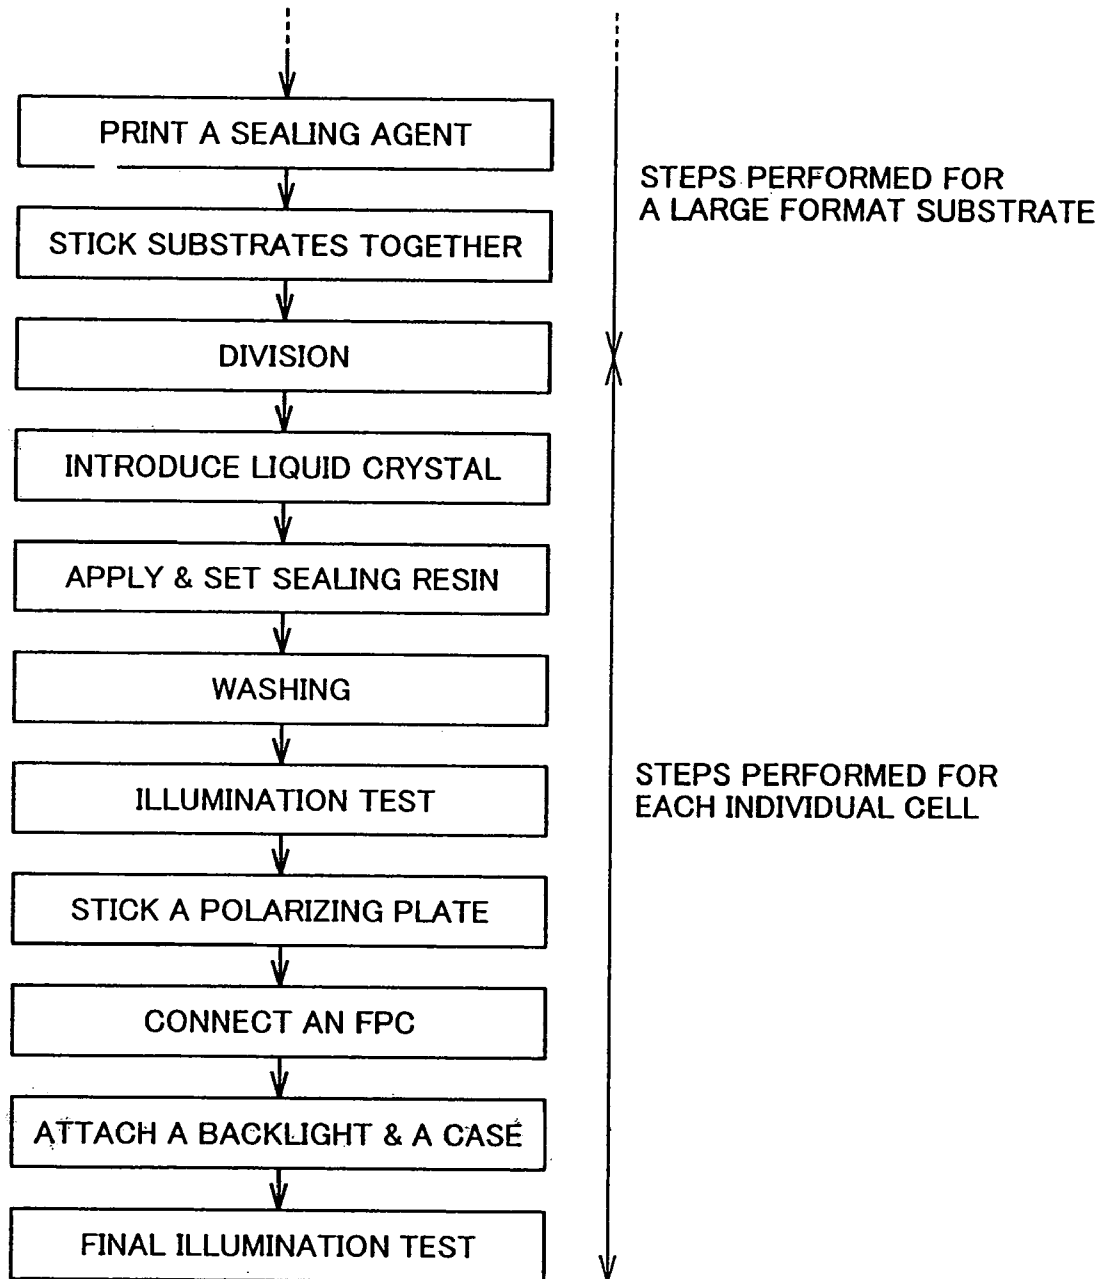 PRINT A SEALING AGENT
STICK SUBSTRATES TOGETHER
DIVISION
INTRODUCE LIQUID CRYSTAL
APPLY & SET SEALING RESIN
WASHING
ILLUMINATION TEST
STICK A POLARIZING PLATE
CONNECT AN FPC
ATTACH A BACKLIGHT & A CASE
FINAL ILLUMINATION TEST
STEPS PERFORMED FOR
A LARGE FORMAT SUBSTRATE
STEPS PERFORMED FOR
EACH INDIVIDUAL CELL